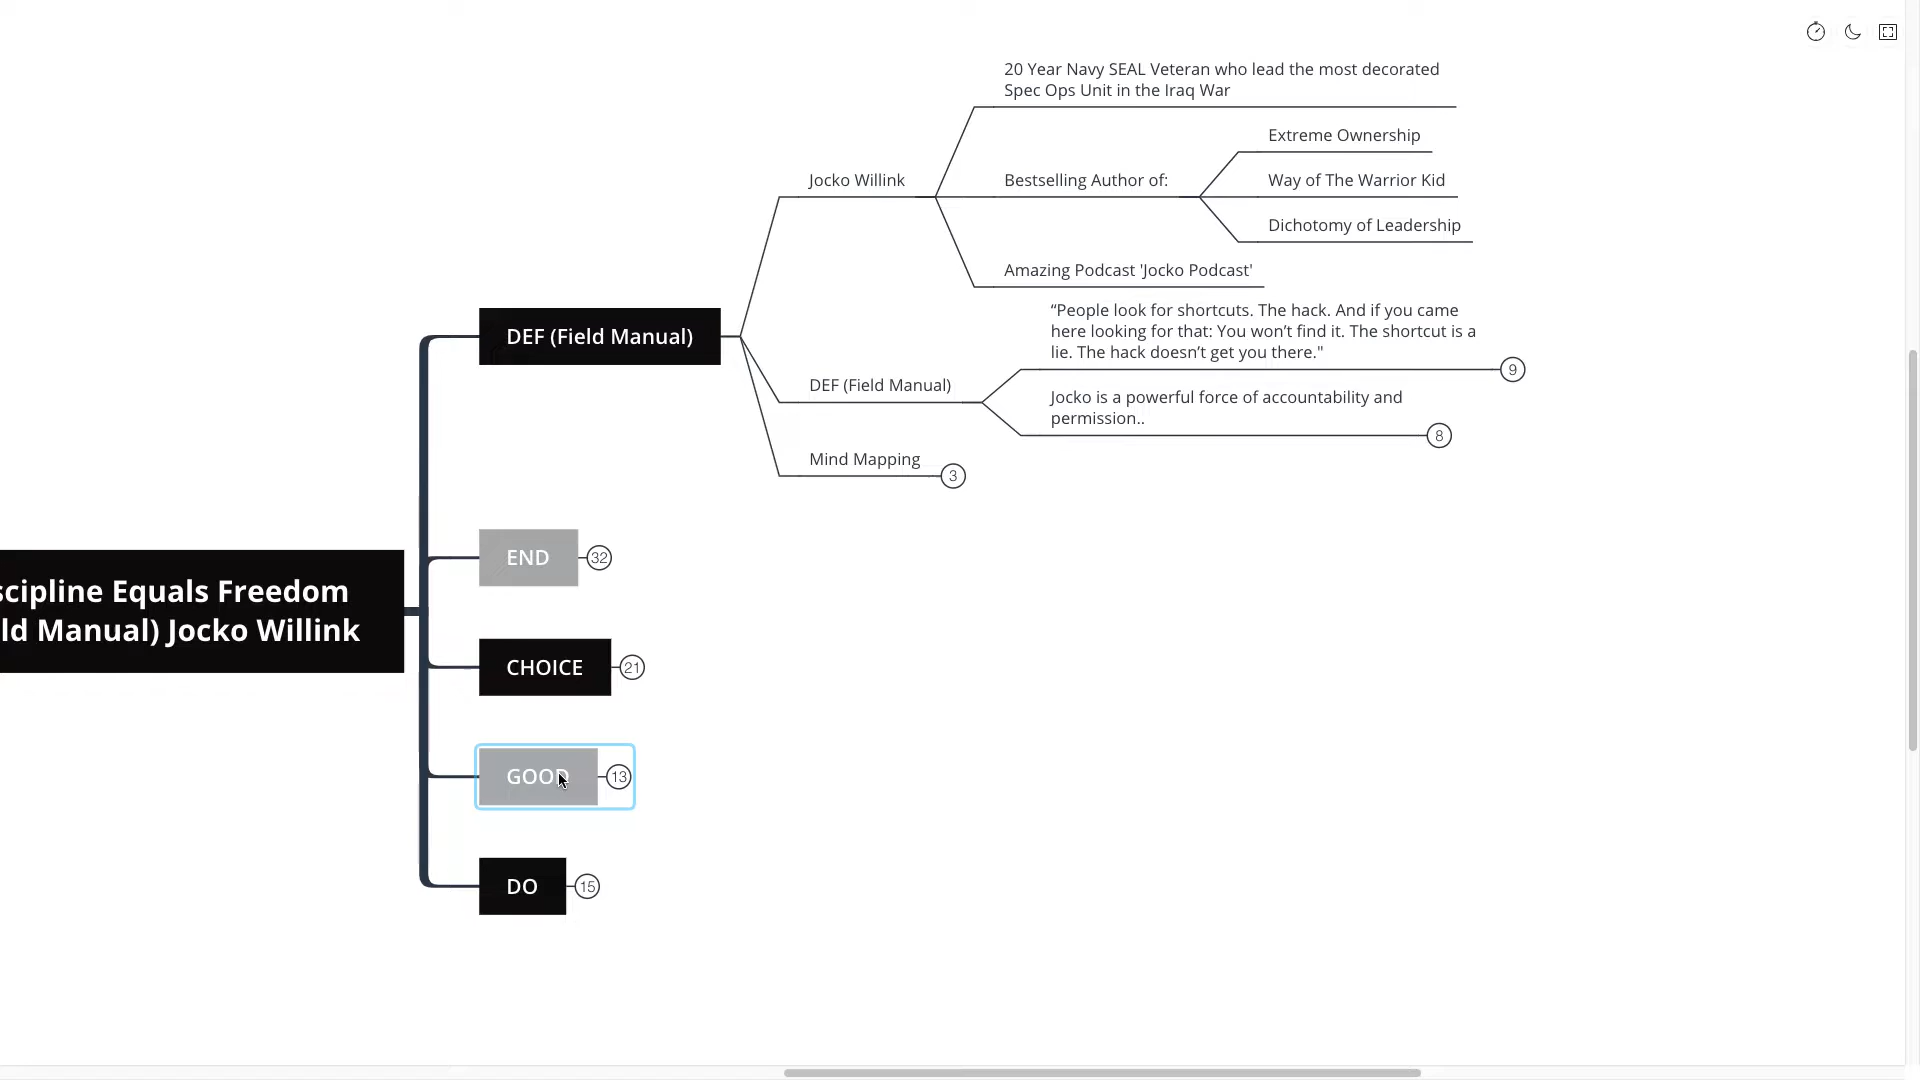 20 Year Navy SEAL Veteran who lead the most decorated
Spec Ops Unit in the Iraq War
Extreme Ownership
Jocko Willink
Bestselling Author of:
Way of The Warrior Kid
Dichotomy of Leadership
Amazing Podcast 'Jocko Podcast'
“People look for shortcuts. The hack. And if you came
here looking for that: You won’t find it. The shortcut is a
lie. The hack doesn’t get you there."
9
DEF (Field Manual)
DEF (Field Manual)
Jocko is a powerful force of accountability and
permission..
8
Mind Mapping
3
END
32
scipline Equals Freedom
ld Manual) Jocko Willink
CHOICE
21
GOOD
13
DO
15